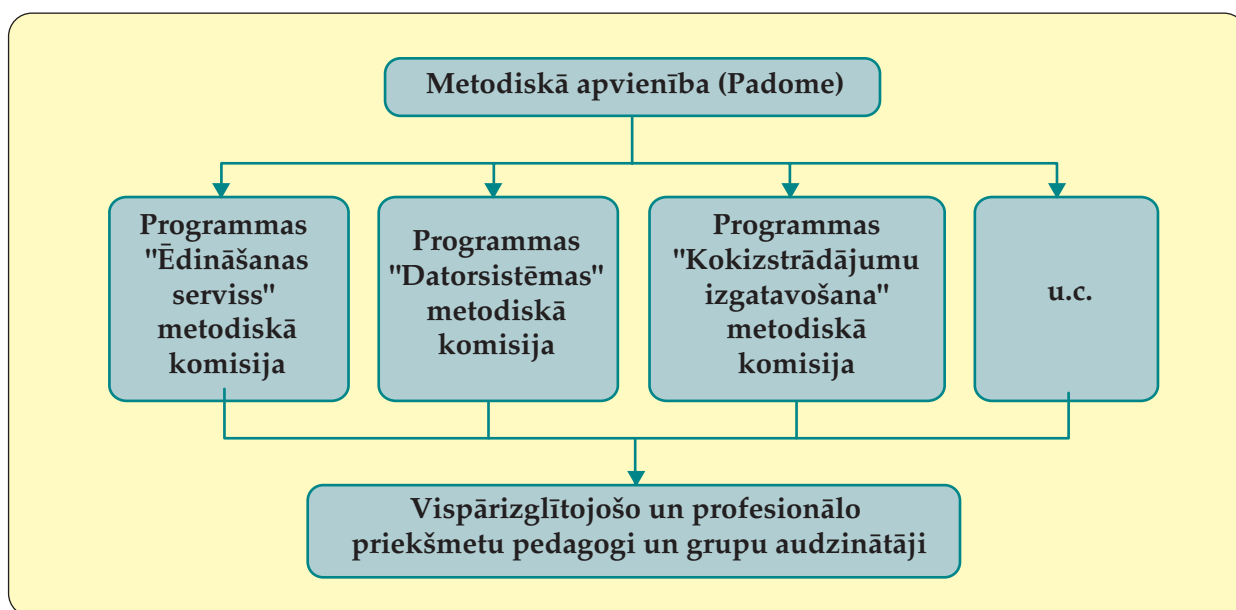 Metodiskā apvienība (Padome)
Programmas
"Ēdināšanas
serviss"
metodiskā
komisija
Programmas
"Datorsistēmas"
metodiskā
komisija
Programmas
"Kokizstrādājumu
izgatavošana"
metodiskā
komisija
u.c.
Vispārizglītojošo un profesionālo
priekšmetu pedagogi un grupu audzinātāji